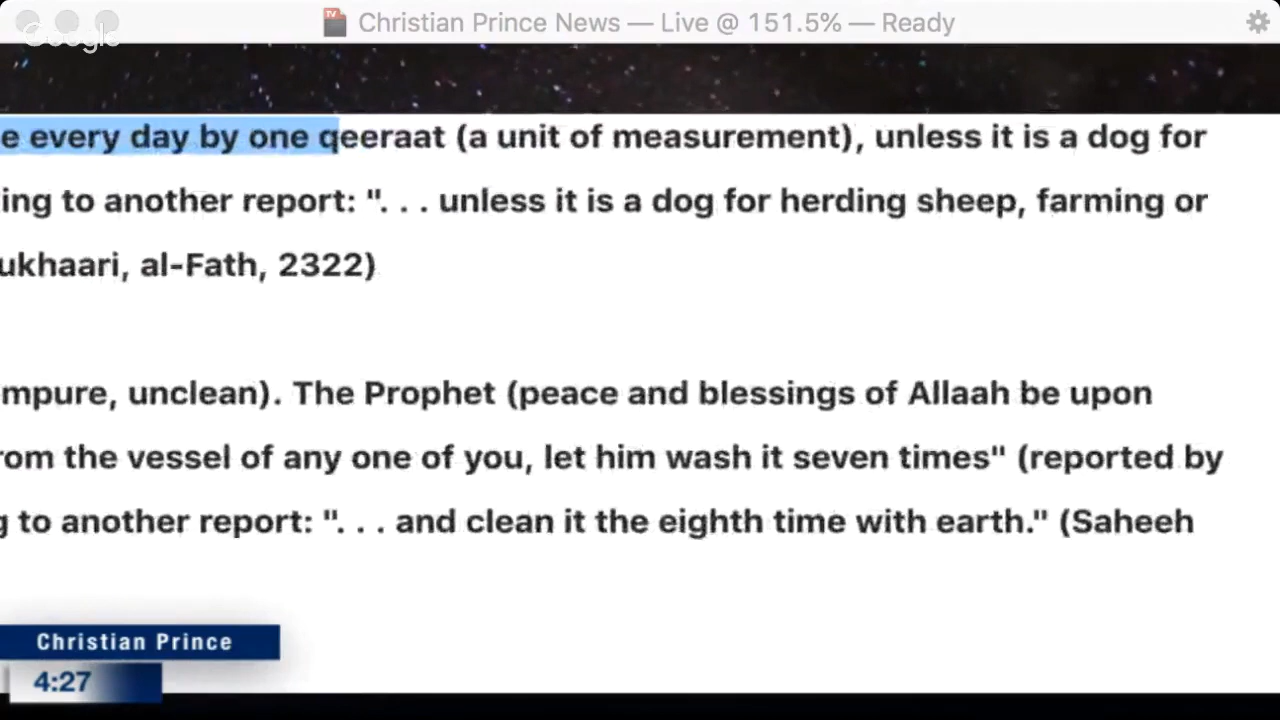 Christian Prince News — Live @ 151.5% — Ready
Google
e every day by one qeeraat (a unit of measurement), unless it is a dog for
ing to another report: ". . . unless it is a dog for herding sheep, farming or
ukhaari, al-Fath, 2322)
mpure, unclean). The Prophet (peace and blessings of Allaah be upon
rom the vessel of any one of you, let him wash it seven times" (reported by
g to another report: ". . . and clean it the eighth time with earth." (Saheeh
Christian Prince
4:27